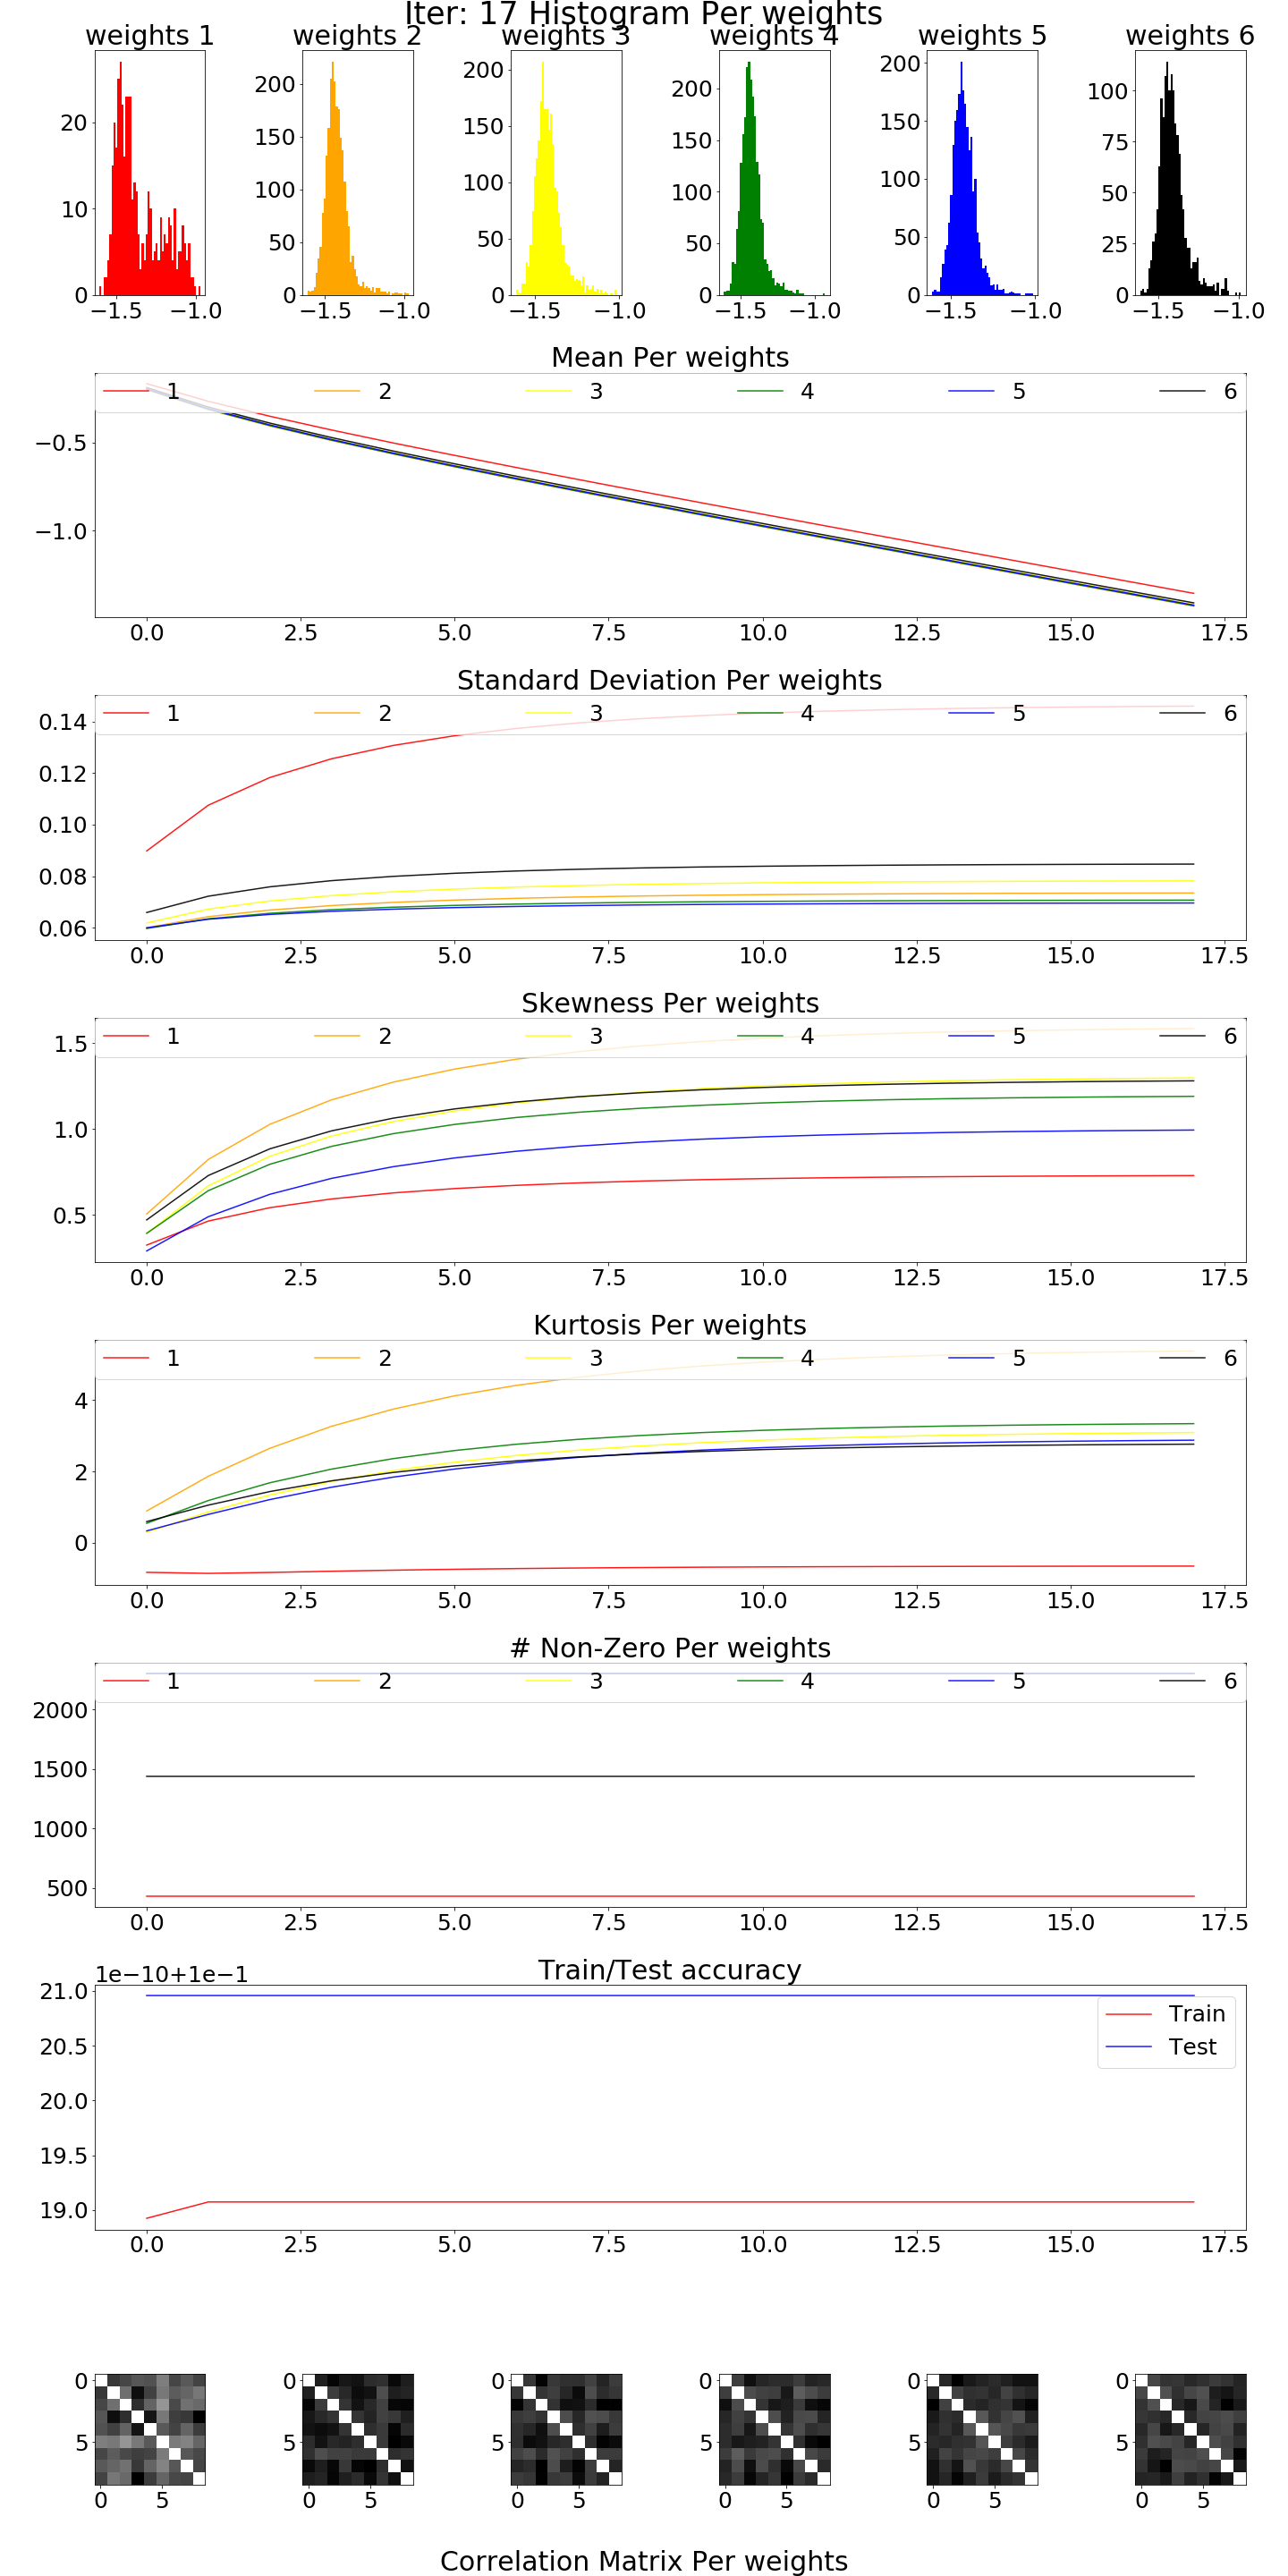 Iter: 17 Histogram Per weights
weights 1 weights 2 weights 3 weights 4 weights 5 weights 6
20
10
0
−1.5 −1.0
200
150
100
50
0
−1.5 −1.0
200
150
100
50
0
−1.5 −1.0
200
150
100
50
0
−1.5 −1.0
200
150
100
50
0
−1.5 −1.0
100
75
50
25
0
−1.5 −1.0
Mean Per weights
1 2 3 4 5 6
−0.5
−1.0
0.0 2.5 5.0 7.5 10.0 12.5 15.0 17.5
Standard Deviation Per weights
1 2 3 4 5 6
0.14
0.12
0.10
0.08
0.06
0.0 2.5 5.0 7.5 10.0 12.5 15.0 17.5
Skewness Per weights
1 2 3 4 5 6
1.5
1.0
0.5
0.0 2.5 5.0 7.5 10.0 12.5 15.0 17.5
Kurtosis Per weights
1 2 3 4 5 6
4
2
0
0.0 2.5 5.0 7.5 10.0 12.5 15.0 17.5
# Non-Zero Per weights
1 2 3 4 5 6
2000
1500
1000
500
0.0 2.5 5.0 7.5 10.0 12.5 15.0 17.5
Train/Test accuracy
1e−10+1e−1
21.0
20.5
20.0
19.5
19.0
Train
Test
0.0 2.5 5.0 7.5 10.0 12.5 15.0 17.5
0 0 0 0 0 0
5 5 5 5 5 5
0 5 0 5 0 5 0 5 0 5 0 5
Correlation Matrix Per weights